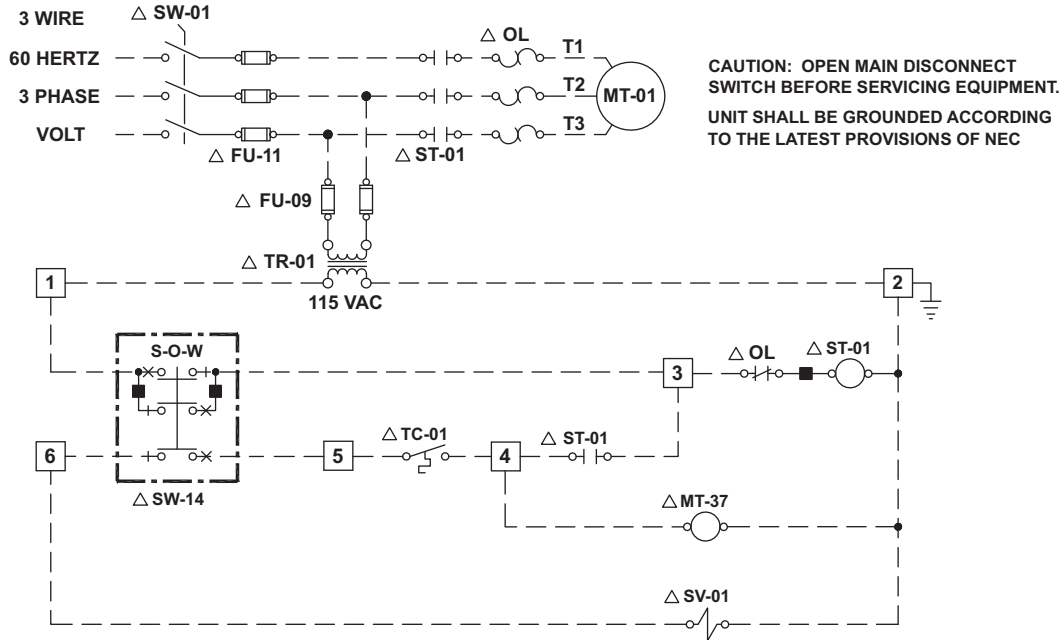 3 WIRE
△ SW-01
60 HERTZ
3 PHASE
VOLT
△ OL
T1
T2
T3
MT-01
△ FU-11
△ ST-01
CAUTION: OPEN MAIN DISCONNECT
SWITCH BEFORE SERVICING EQUIPMENT.
UNIT SHALL BE GROUNDED ACCORDING
TO THE LATEST PROVISIONS OF NEC
△ FU-09
△ TR-01
115 VAC
1
2
S-O-W
3
△ OL
△ ST-01
6
5
△ TC-01
4
△ ST-01
△ SW-14
△ MT-37
△ SV-01